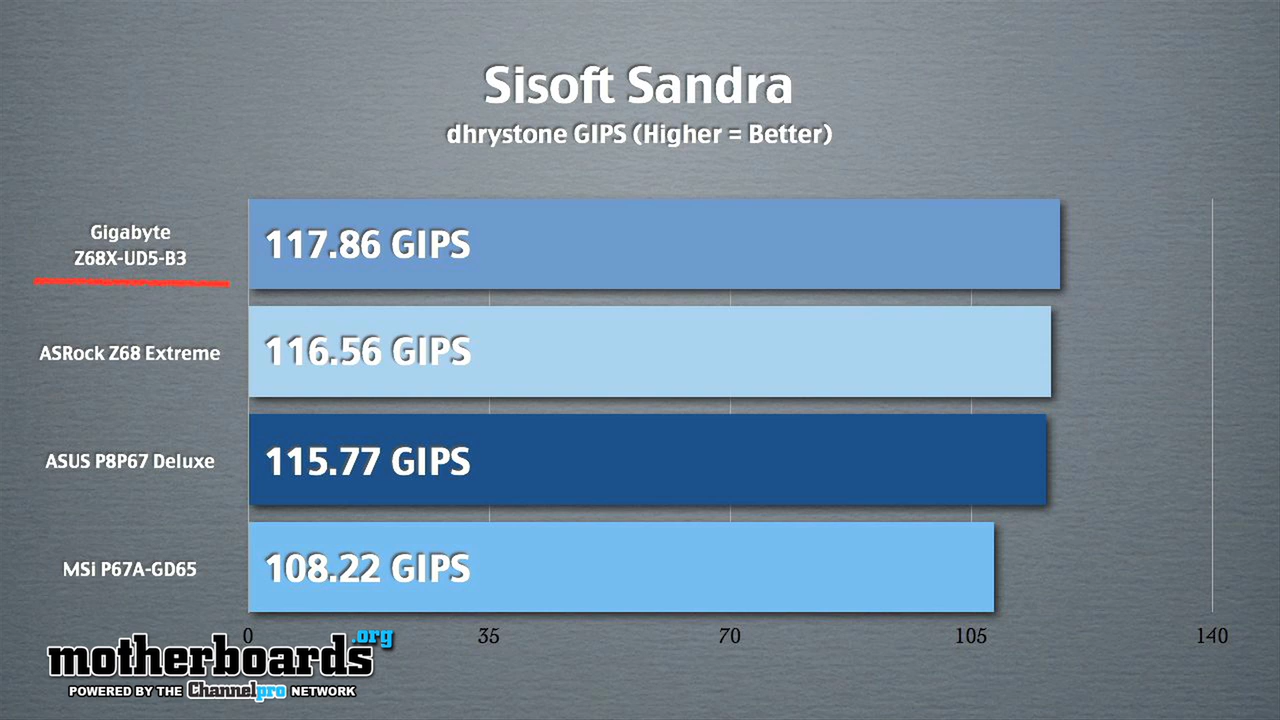 Sisoft Sandra
dhrystone GIPS (Higher = Better)
Gigabyte
Z68X-UD5-B3
117.86 GIPS
ASRock Z68 Extreme
116.56 GIPS
ASUS P8P67 Deluxe
115.77 GIPS
MSi P67A-GD65
108.22 GIPS
0 35 70 105 140
motherboards.org
POWERED BY THE Channelpro NETWORK